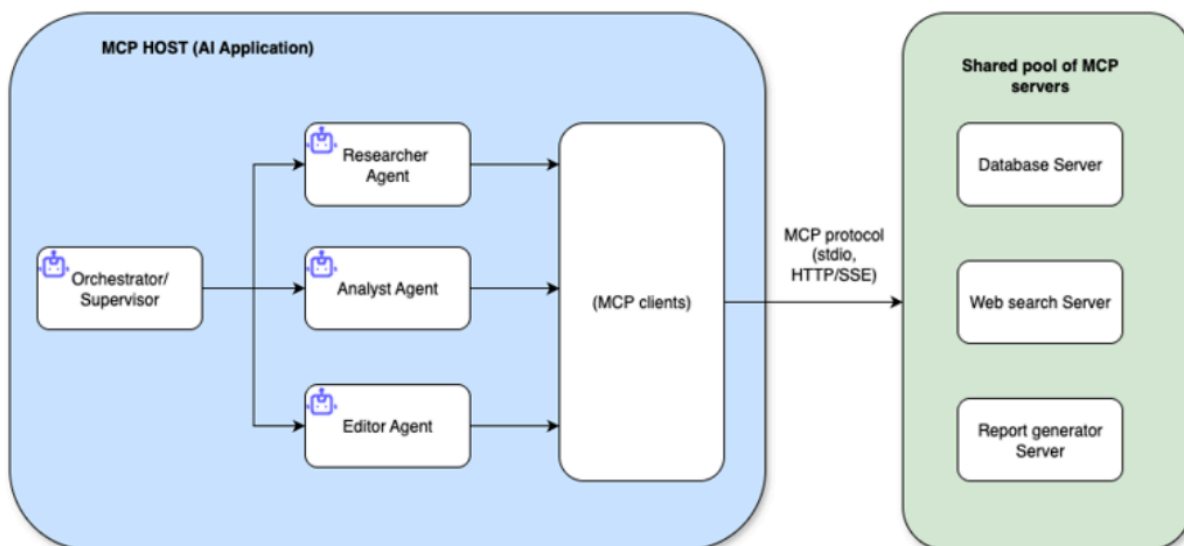 MCP HOST (AI Application)
Shared pool of MCP
servers
Researcher
Agent
Database Server
Orchestrator/
Supervisor
Analyst Agent
(MCP clients)
MCP protocol
(stdio,
HTTP/SSE)
Web search Server
Editor Agent
Report generator
Server